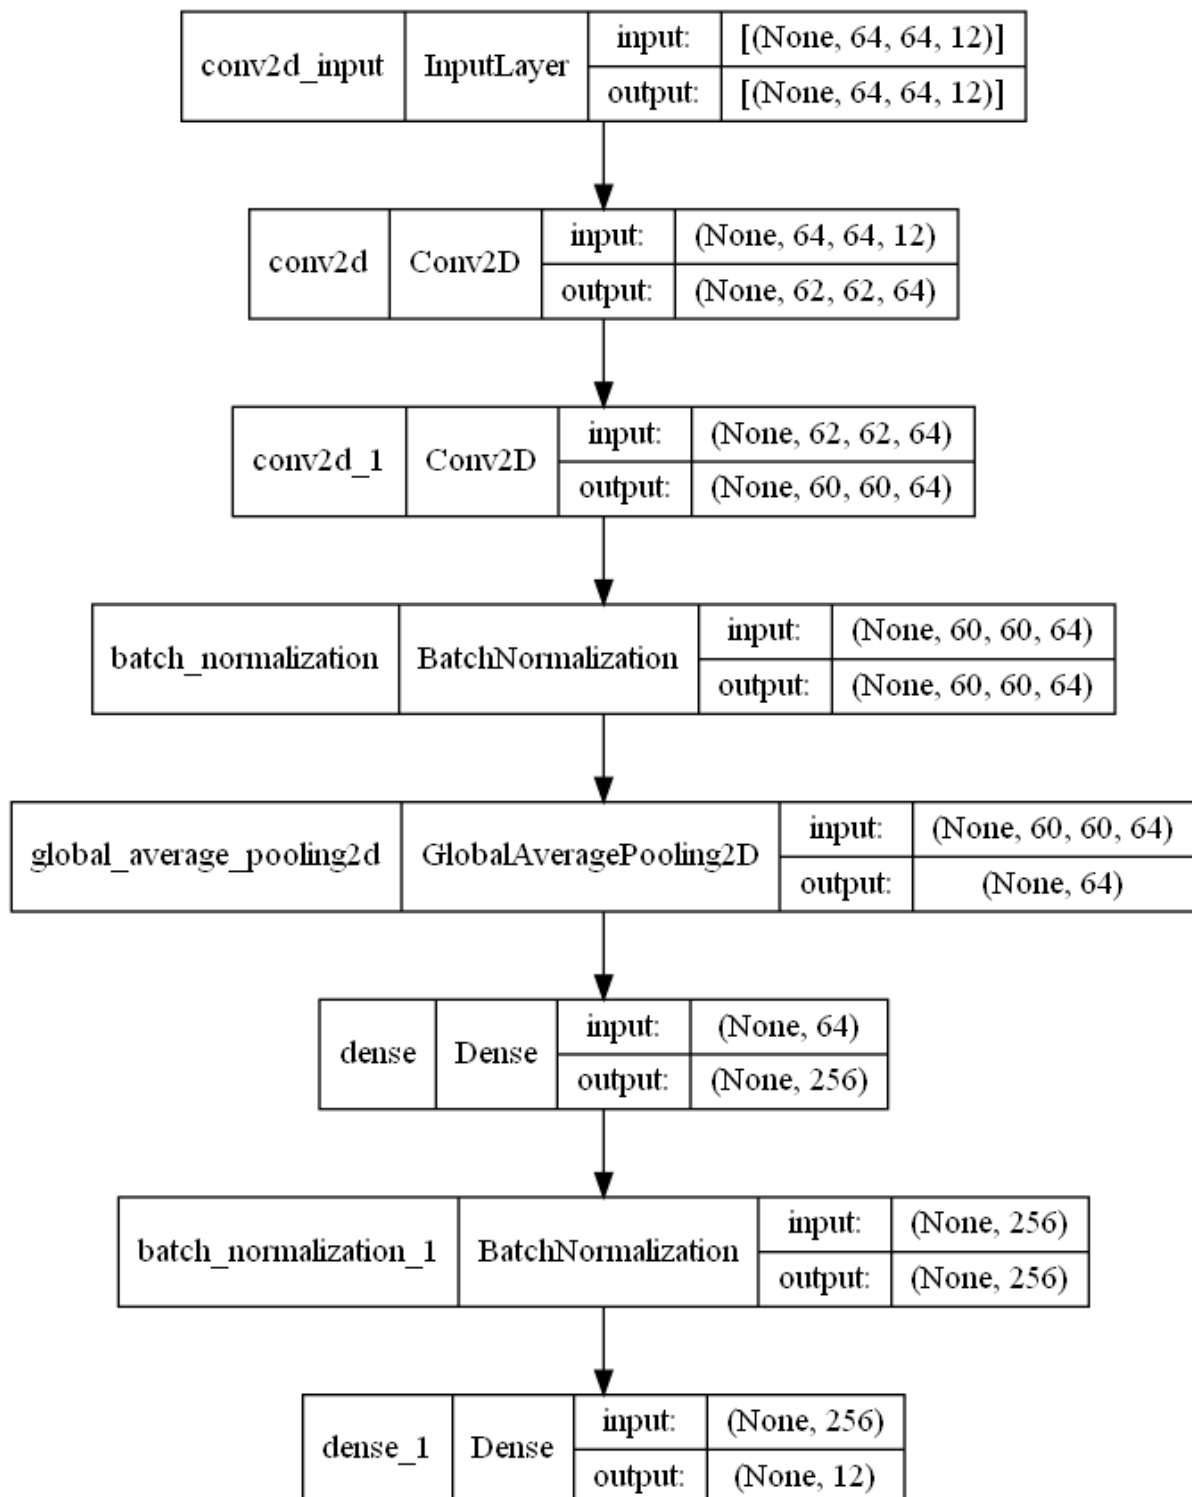 conv2d_input InputLayer input: [(None, 64, 64, 12)]
output: [(None, 64, 64, 12)]
conv2d Conv2D input: (None, 64, 64, 12)
output: (None, 62, 62, 64)
conv2d_1 Conv2D input: (None, 62, 62, 64)
output: (None, 60, 60, 64)
batch_normalization BatchNormalization input: (None, 60, 60, 64)
output: (None, 60, 60, 64)
global_average_pooling2d GlobalAveragePooling2D input: (None, 60, 60, 64)
output: (None, 64)
dense Dense input: (None, 64)
output: (None, 256)
batch_normalization_1 BatchNormalization input: (None, 256)
output: (None, 256)
dense_1 Dense input: (None, 256)
output: (None, 12)